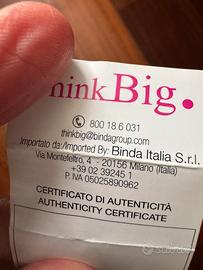 hinkBig.
800 18 6 031
thinkbig@bindagroup.com
Importato da:/Imported By: Binda Italia S.r.l.
Via Montefeltro, 4 - 20156 Milano (Italia)
+39 02 39245 1
P. IVA 05025890962
CERTIFICATO DI AUTENTICITÀ
AUTHENTICITY CERTIFICATE